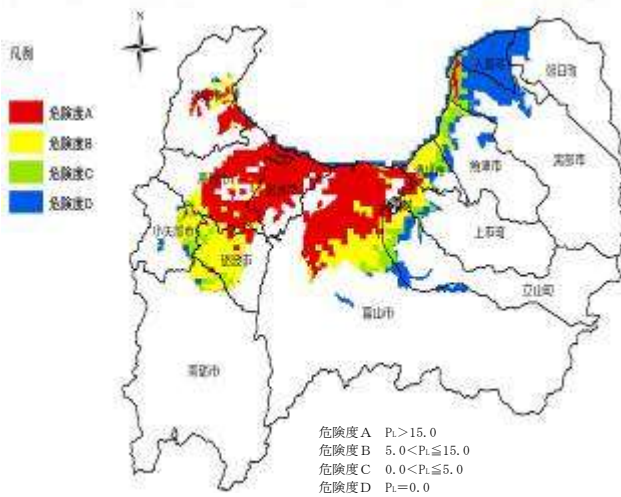 N
凡例
危険度A
危険度B
危険度C
危険度D
入善町
朝日町
黒部市
魚津市
上市町
立山町
富山市
小矢部市
砺波市
南砺市
危険度A PL>15.0
危険度B 5.0<PL≦15.0
危険度C 0.0<PL≦5.0
危険度D PL=0.0